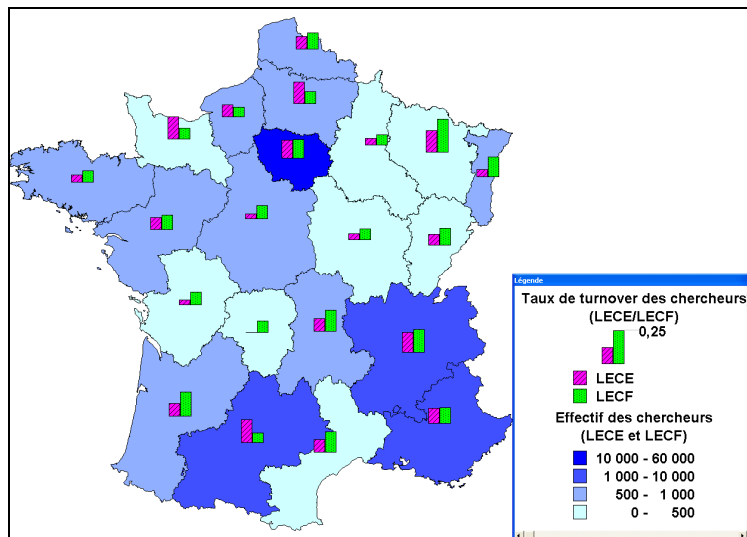 Légende
Taux de turnover des chercheurs
(LECE/LECF)
0,25
LECE
LECF
Effectif des chercheurs
(LECE et LECF)
10 000 - 60 000
1 000 - 10 000
500 - 1 000
0 - 500